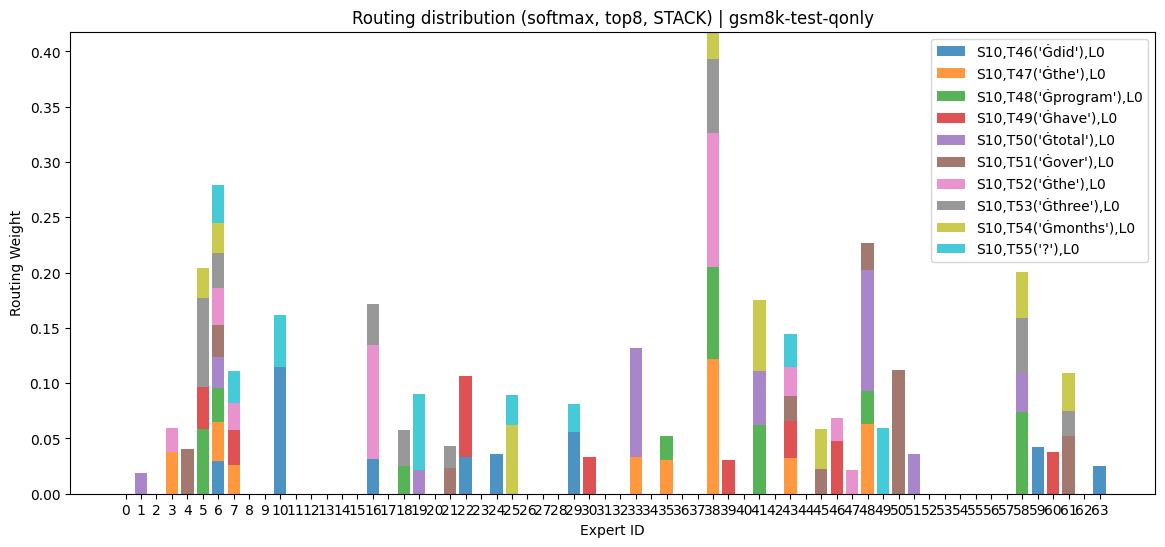 Routing distribution (softmax, top8, STACK) | gsm8k-test-qonly
Routing Weight
0.40
0.35
0.30
0.25
0.20
0.15
0.10
0.05
0.00
S10,T46('Ġdid'),L0
S10,T47('Ġthe'),L0
S10,T48('Ġprogram'),L0
S10,T49('Ġhave'),L0
S10,T50('Ġtotal'),L0
S10,T51('Ġover'),L0
S10,T52('Ġthe'),L0
S10,T53('Ġthree'),L0
S10,T54('Ġmonths'),L0
S10,T55('?'),L0
0 1 2 3 4 5 6 7 8 9 10 11 12 13 14 15 16 17 18 19 20 21 22 23 24 25 26 27 28 29 30 31 32 33 34 35 36 37 38 39 40 41 42 43 44 45 46 47 48 49 50 51 52 53 54 55 56 57 58 59 60 61 62 63
Expert ID